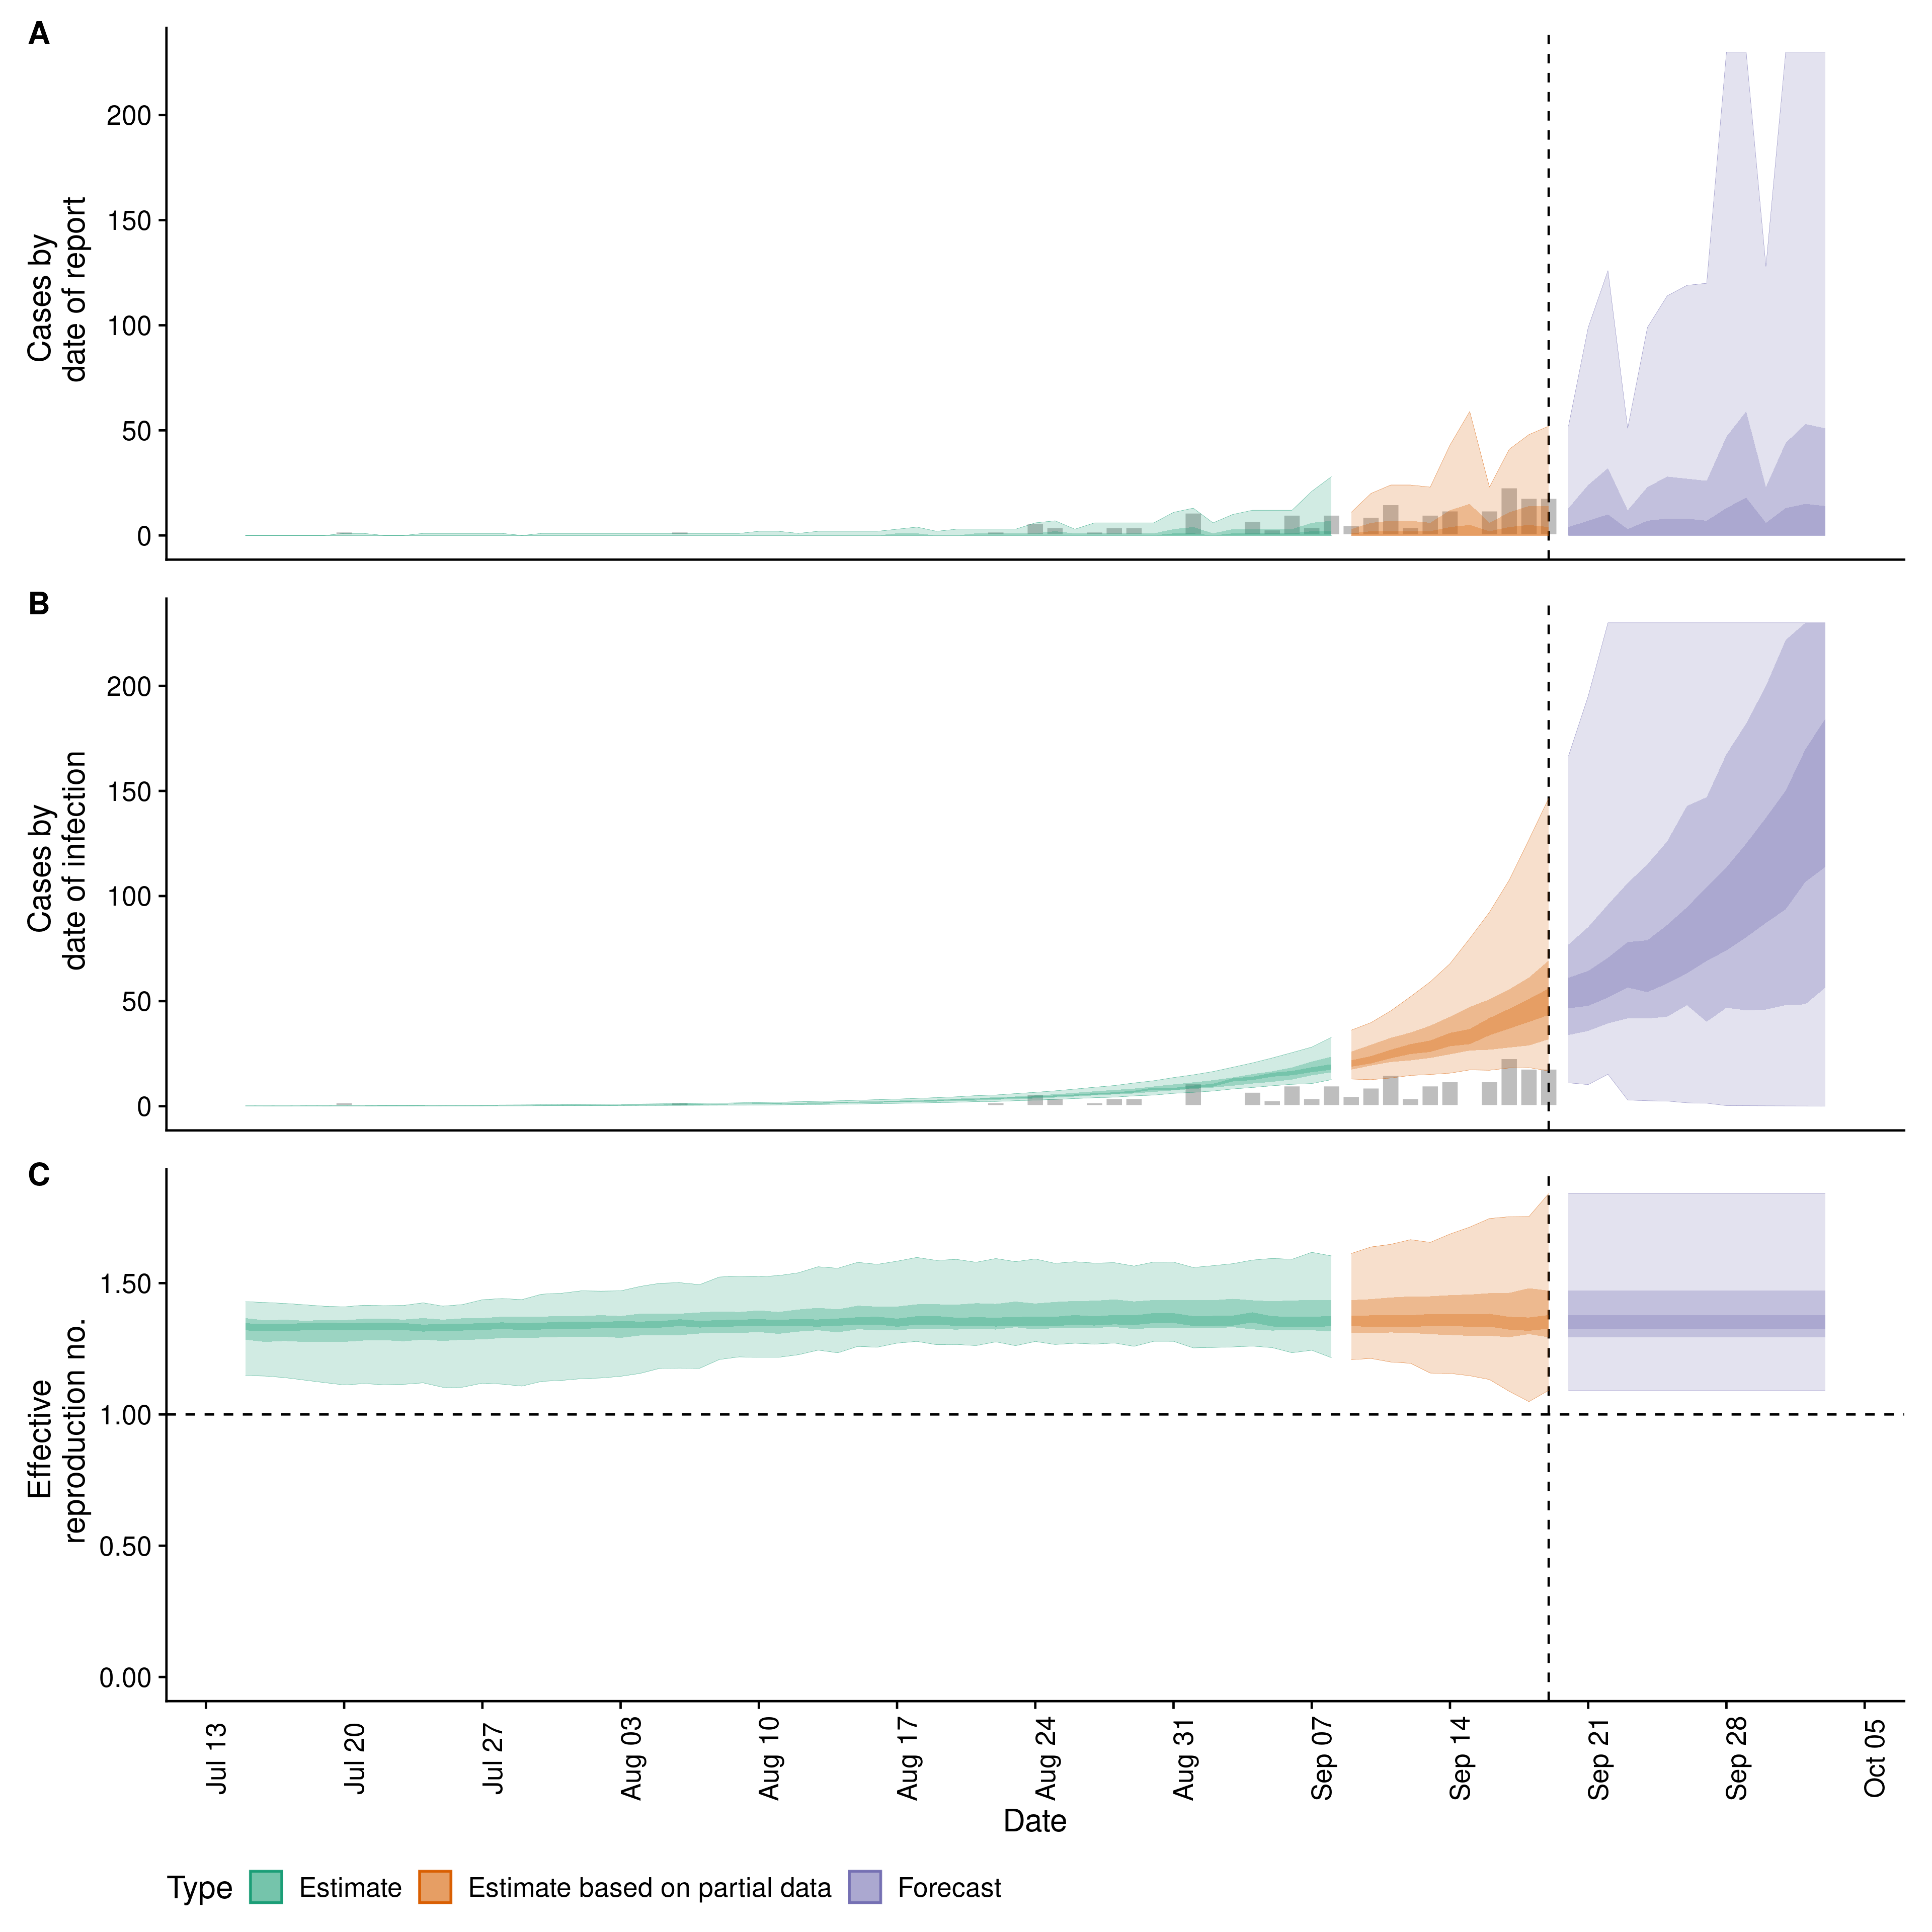 A
Cases by
date of report
200
150
100
50
0
B
Cases by
date of infection
200
150
100
50
0
C
Effective
reproduction no.
1.50
1.00
0.50
0.00
Jul 13
Jul 20
Jul 27
Aug 03
Aug 10
Aug 17
Aug 24
Aug 31
Sep 07
Sep 14
Sep 21
Sep 28
Oct 05
Date
Type
Estimate
Estimate based on partial data
Forecast